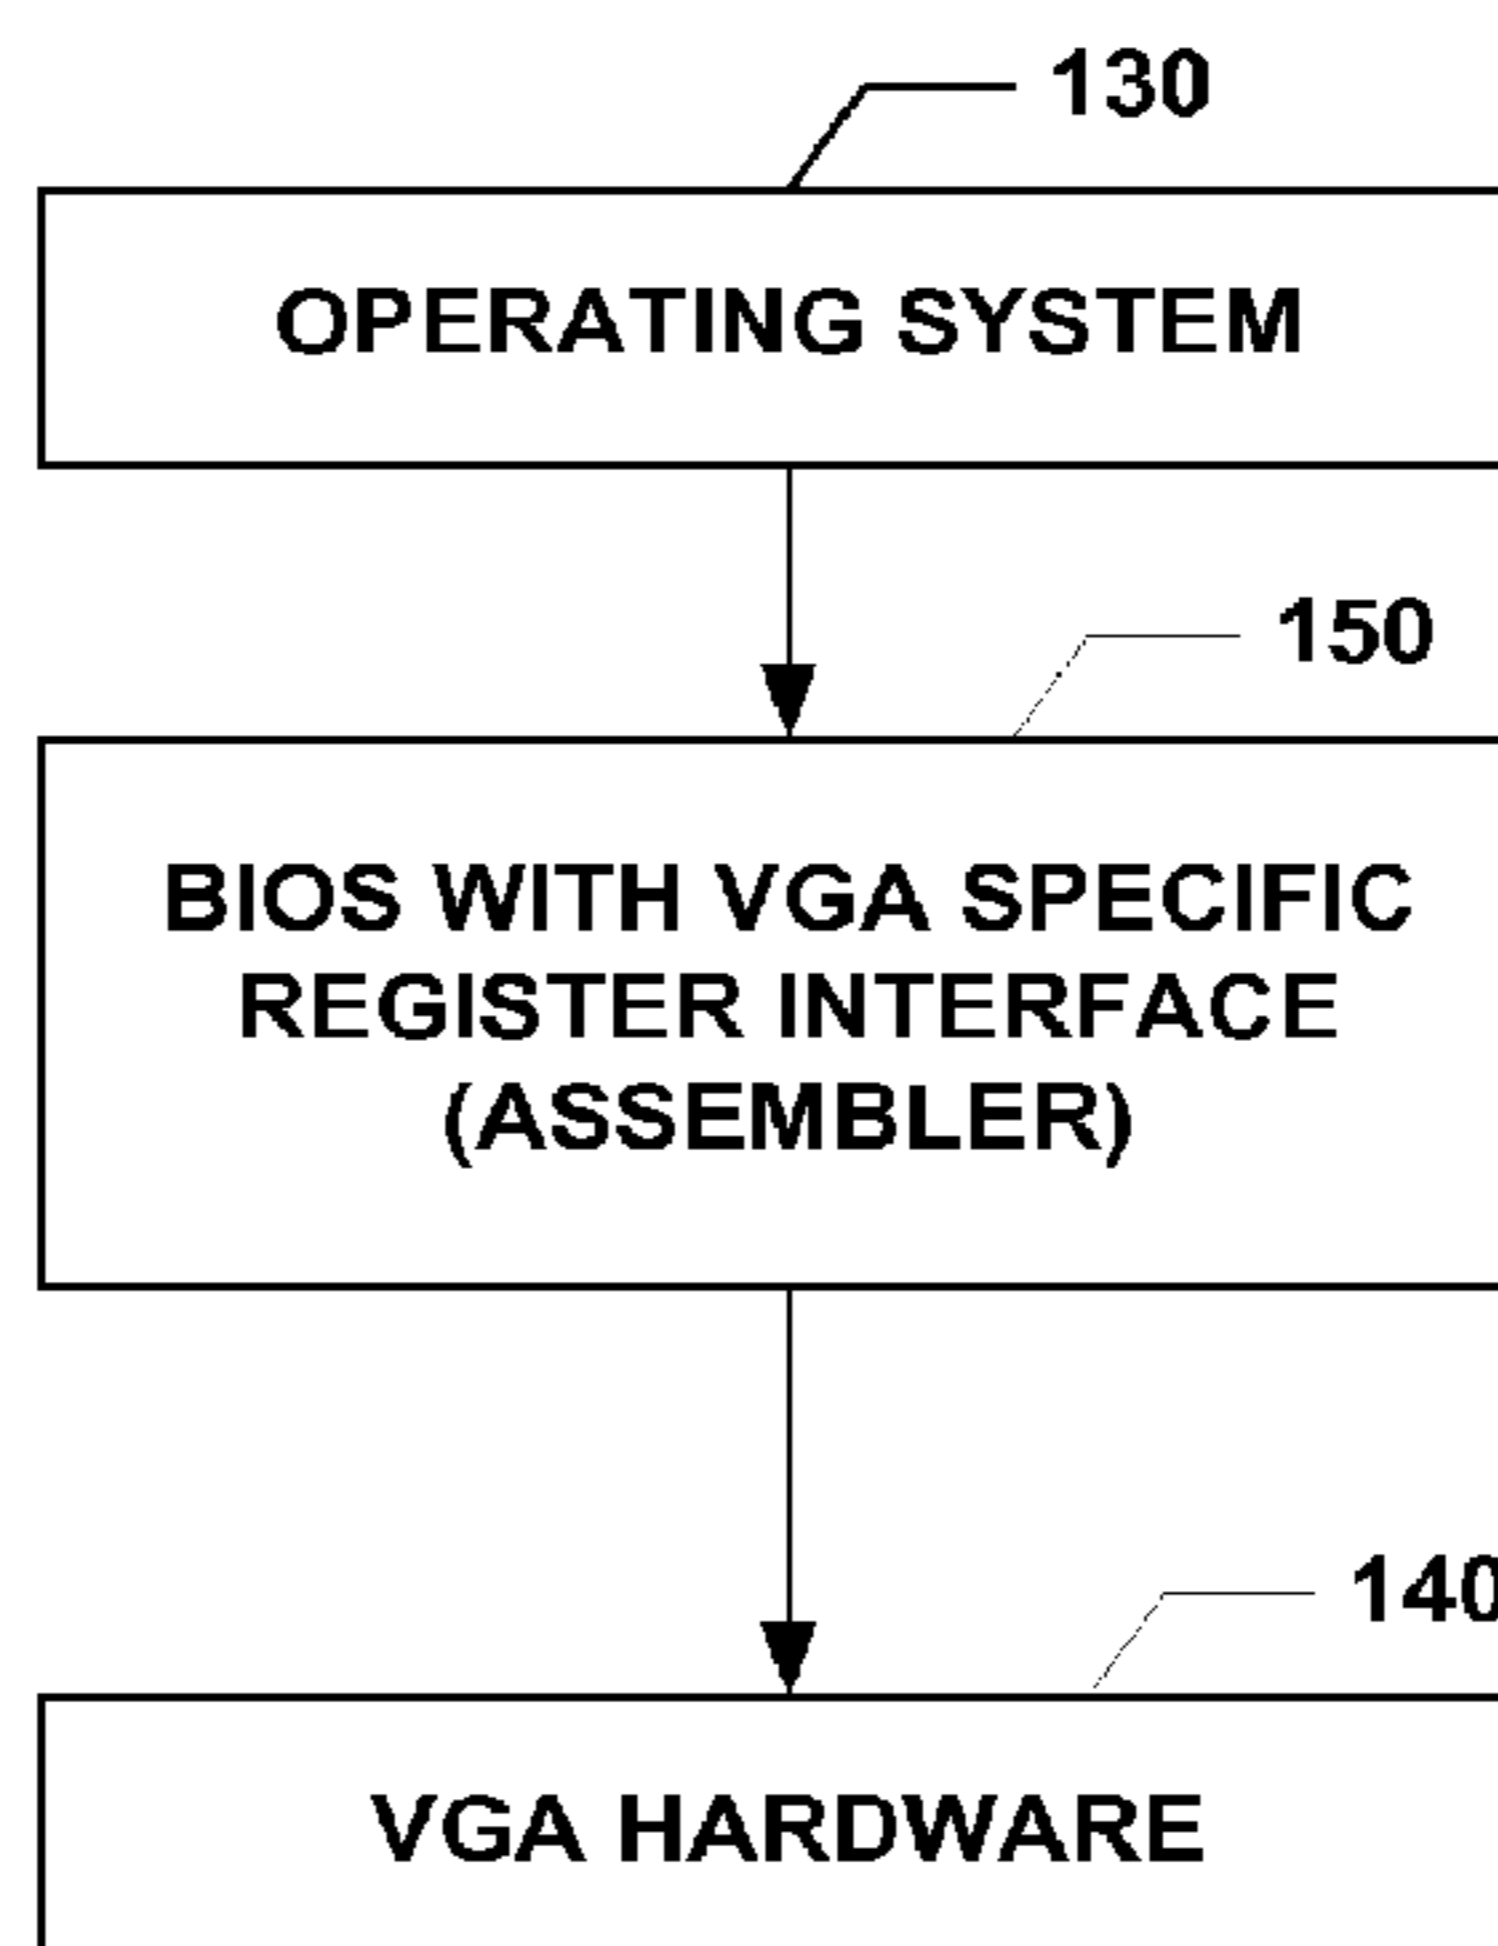 130
OPERATING SYSTEM
150
BIOS WITH VGA SPECIFIC
REGISTER INTERFACE
(ASSEMBLER)
140
VGA HARDWARE